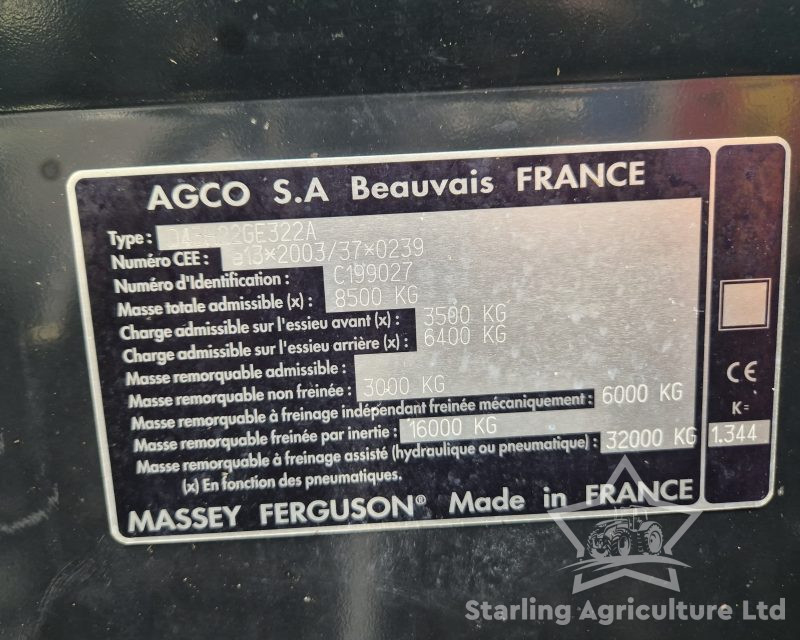 AGCO S.A Beauvais FRANCE
Type :
Numéro CEE : e13*2003/37*0239
Numéro d'Identification : C199027
Masse totale admissible (x) : 8500 KG
Charge admissible sur l'essieu avant (x) : 3500 KG
Charge admissible sur l'essieu arrière (x) : 6400 KG
Masse remorquable admissible :
Masse remorquable non freinée : 3000 KG
Masse remorquable à freinage indépendant freinée mécaniquement : 6000 KG
Masse remorquable freinée par inertie : 16000 KG
Masse remorquable à freinage assisté (hydraulique ou pneumatique) : 32000 KG
(x) En fonction des pneumatiques.
MASSEY FERGUSON® Made in FRANCE
CE
K=
1.344
Starling Agriculture Ltd